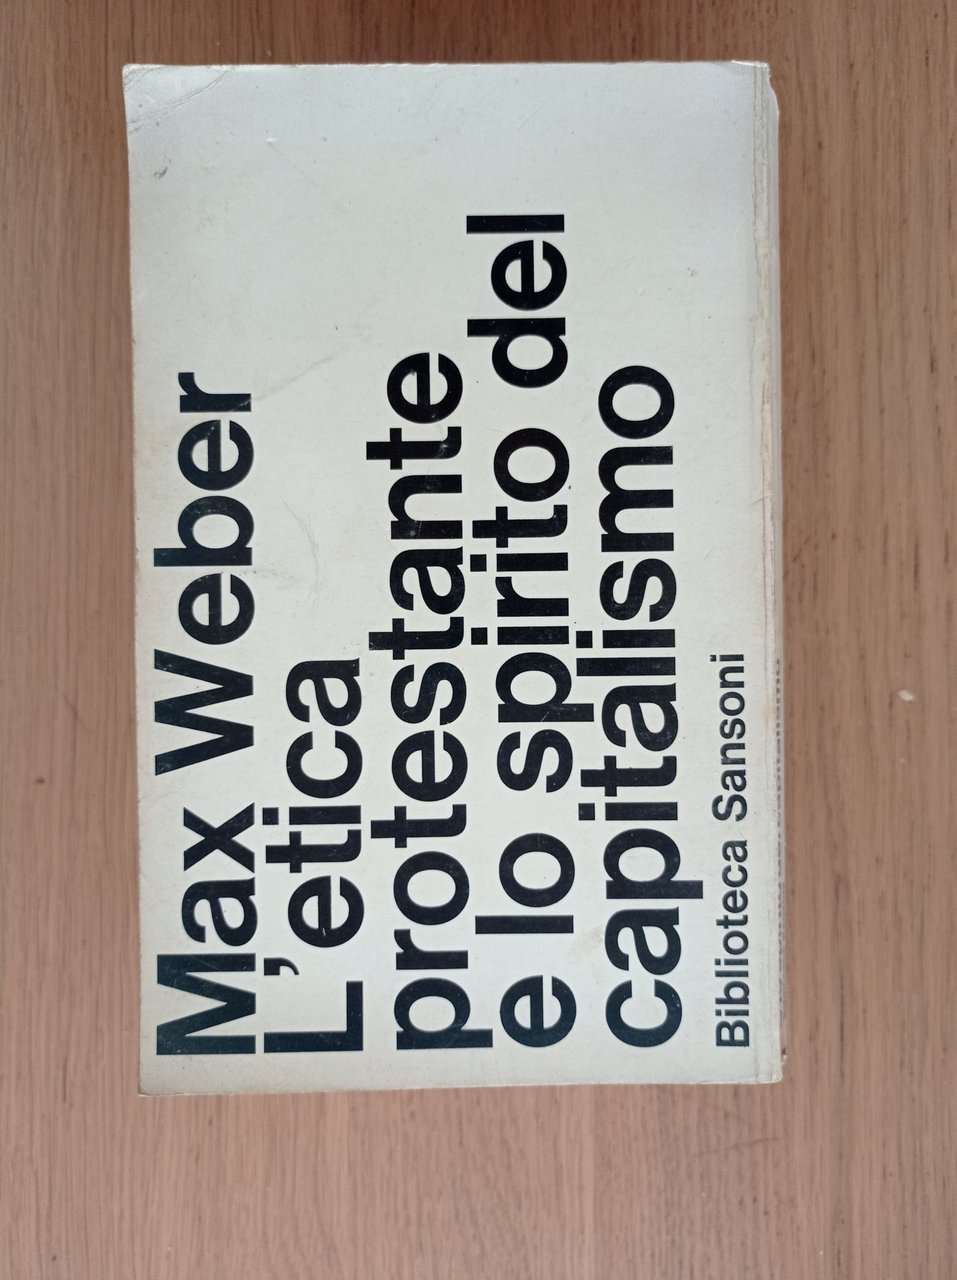 Max Weber
L'etica
protestante
e lo spirito del
capitalismo
Biblioteca Sansoni